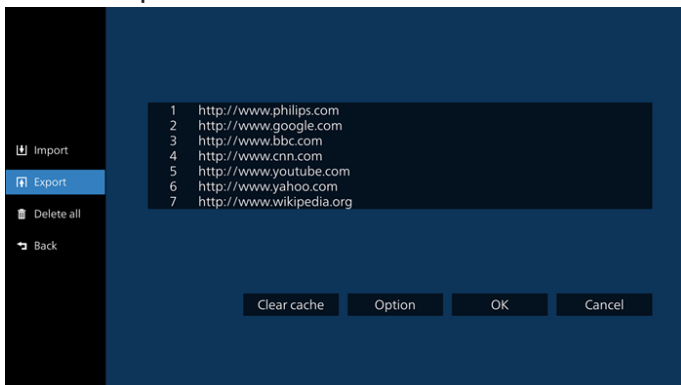 Import
Export
Delete all
Back
1 http://www.philips.com
2 http://www.google.com
3 http://www.bbc.com
4 http://www.cnn.com
5 http://www.youtube.com
6 http://www.yahoo.com
7 http://www.wikipedia.org
Clear cache Option OK Cancel